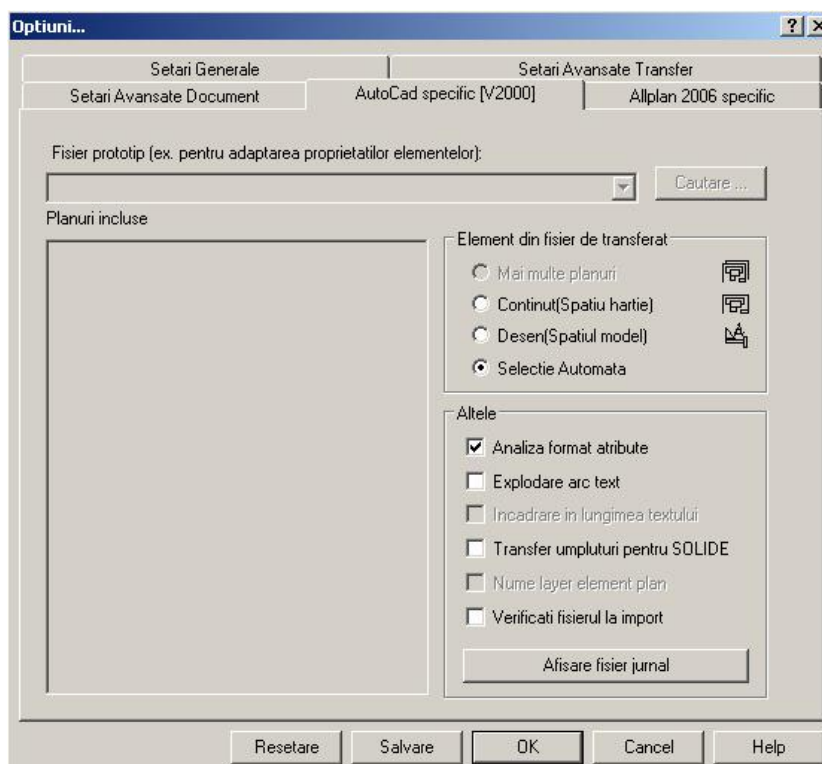 Optiuni...
Setari Generale
Setari Avansate Transfer
Setari Avansate Document
AutoCad specific [V2000]
Allplan 2006 specific
Fisier prototip (ex. pentru adaptarea proprietatilor elementelor):
Cautare ...
Planuri incluse
Element din fisier de transferat
Mai multe planuri
Continut(Spatiu hartie)
Desen(Spatiul model)
Selectie Automata
Altele
Analiza format atribute
Explodare arc text
Incadrare in lungimea textului
Transfer umpluturi pentru SOLIDE
Nume layer element plan
Verificati fisierul la import
Afisare fisier jurnal
Resetare
Salvare
OK
Cancel
Help